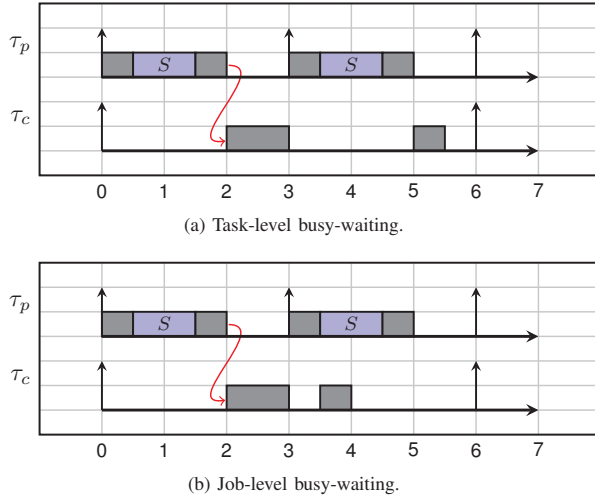 τp S S
τc
0 1 2 3 4 5 6 7
(a) Task-level busy-waiting.
τp S S
τc
0 1 2 3 4 5 6 7
(b) Job-level busy-waiting.